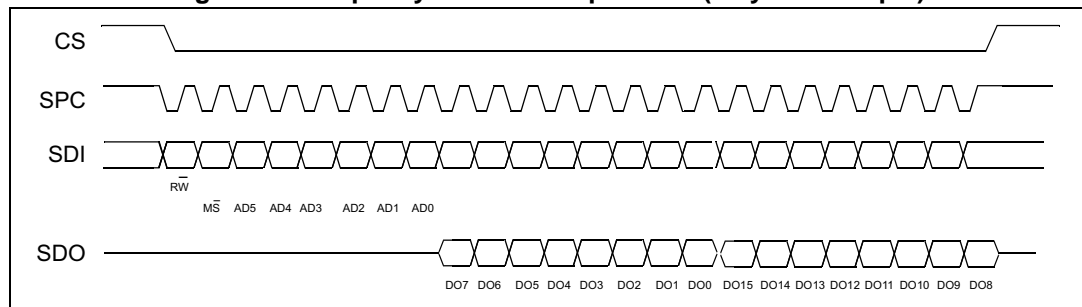 CS
SPC
SDI
RW̅
MS̅ AD5 AD4 AD3 AD2 AD1 AD0
SDO
DO7 DO6 DO5 DO4 DO3 DO2 DO1 DO0 DO15 DO14 DO13 DO12 DO11 DO10 DO9 DO8